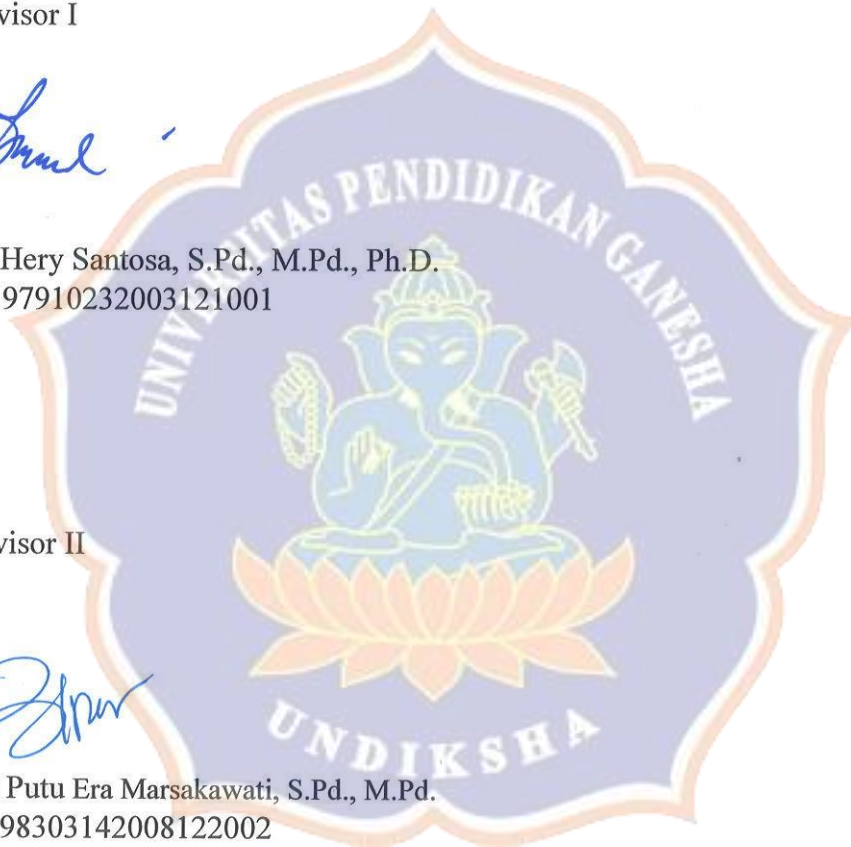 visor I
Hery Santosa, S.Pd., M.Pd., Ph.D.
97910232003121001
UNIVERSITAS PENDIDIKAN GANESHA
visor II
UNDIKSHA
Putu Era Marsakawati, S.Pd., M.Pd.
98303142008122002